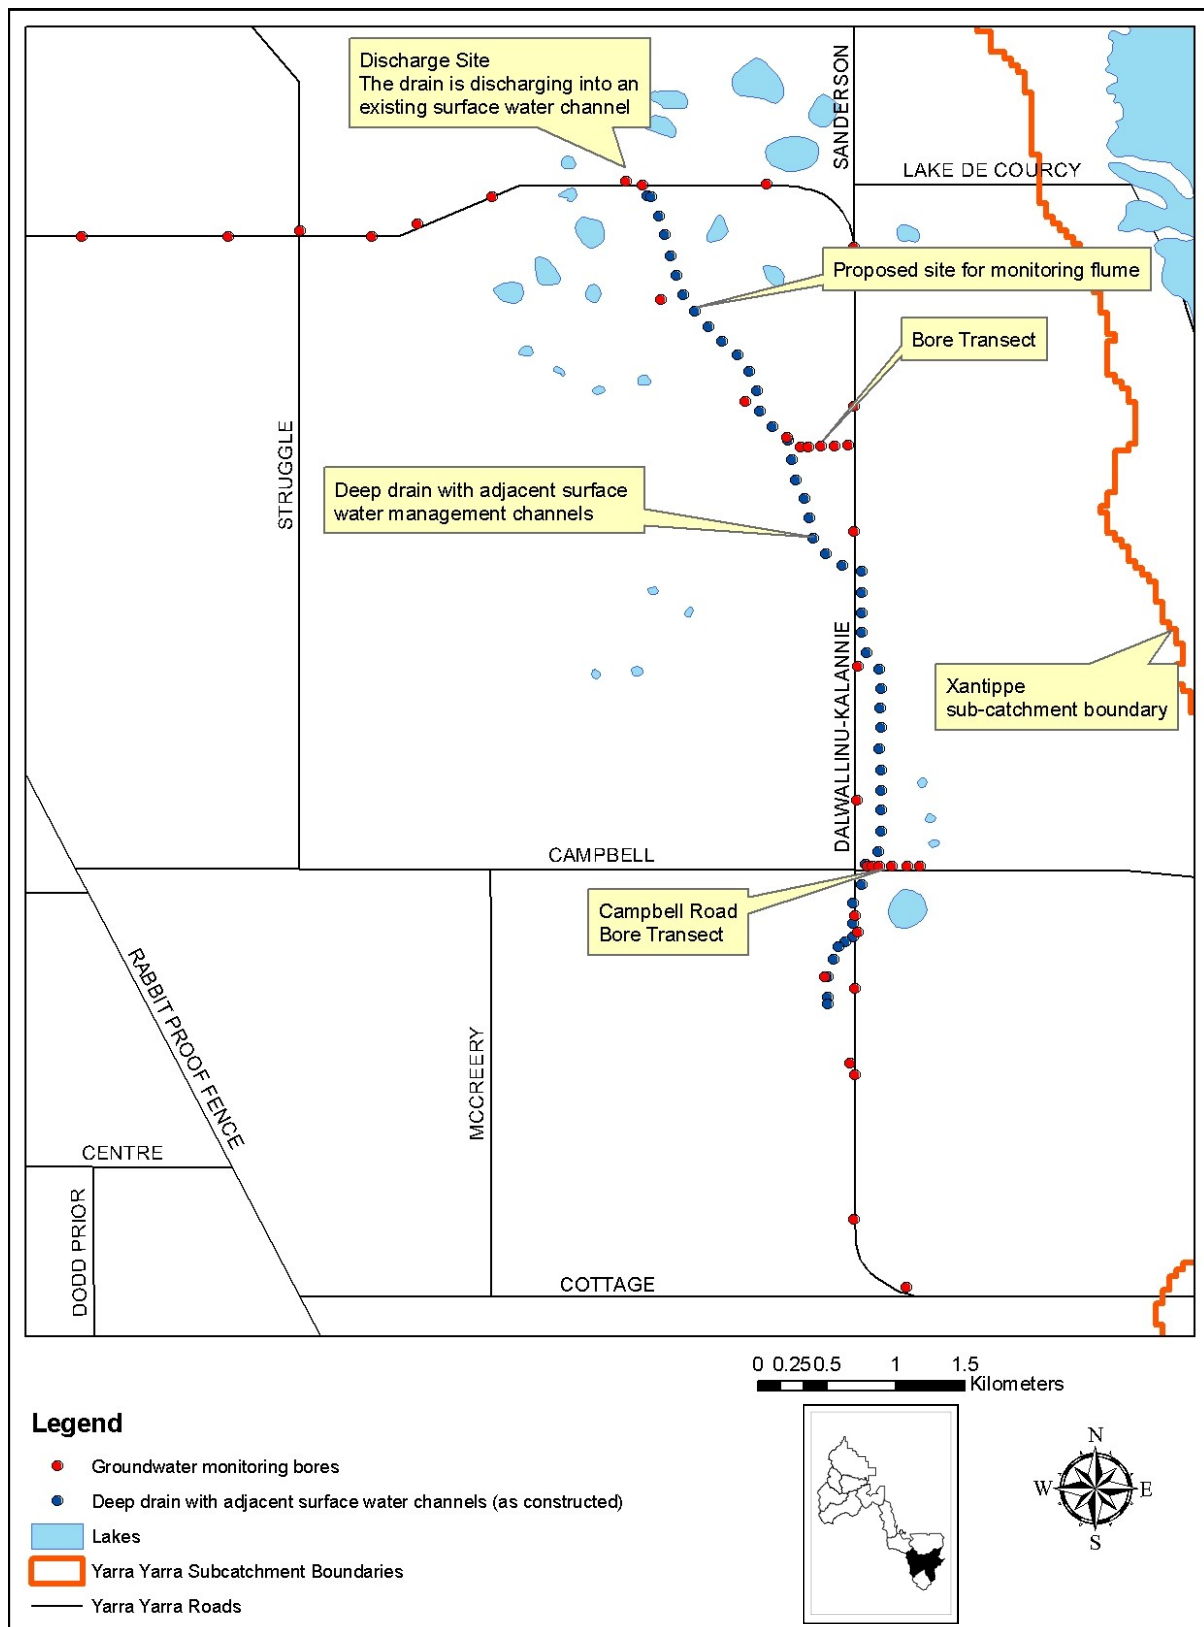 Discharge Site
The drain is discharging into an
existing surface water channel
SANDERSON
LAKE DE COURCY
Proposed site for monitoring flume
Bore Transect
STRUGGLE
Deep drain with adjacent surface
water management channels
DALWALLINU-KALANNIE
Xantippe
sub-catchment boundary
CAMPBELL
Campbell Road
Bore Transect
RABBIT PROOF FENCE
MCCREERY
CENTRE
DODD PRIOR
COTTAGE
0 0.25 0.5 1 1.5
Kilometers
Legend
Groundwater monitoring bores
Deep drain with adjacent surface water channels (as constructed)
Lakes
Yarra Yarra Subcatchment Boundaries
Yarra Yarra Roads
N
W E
S